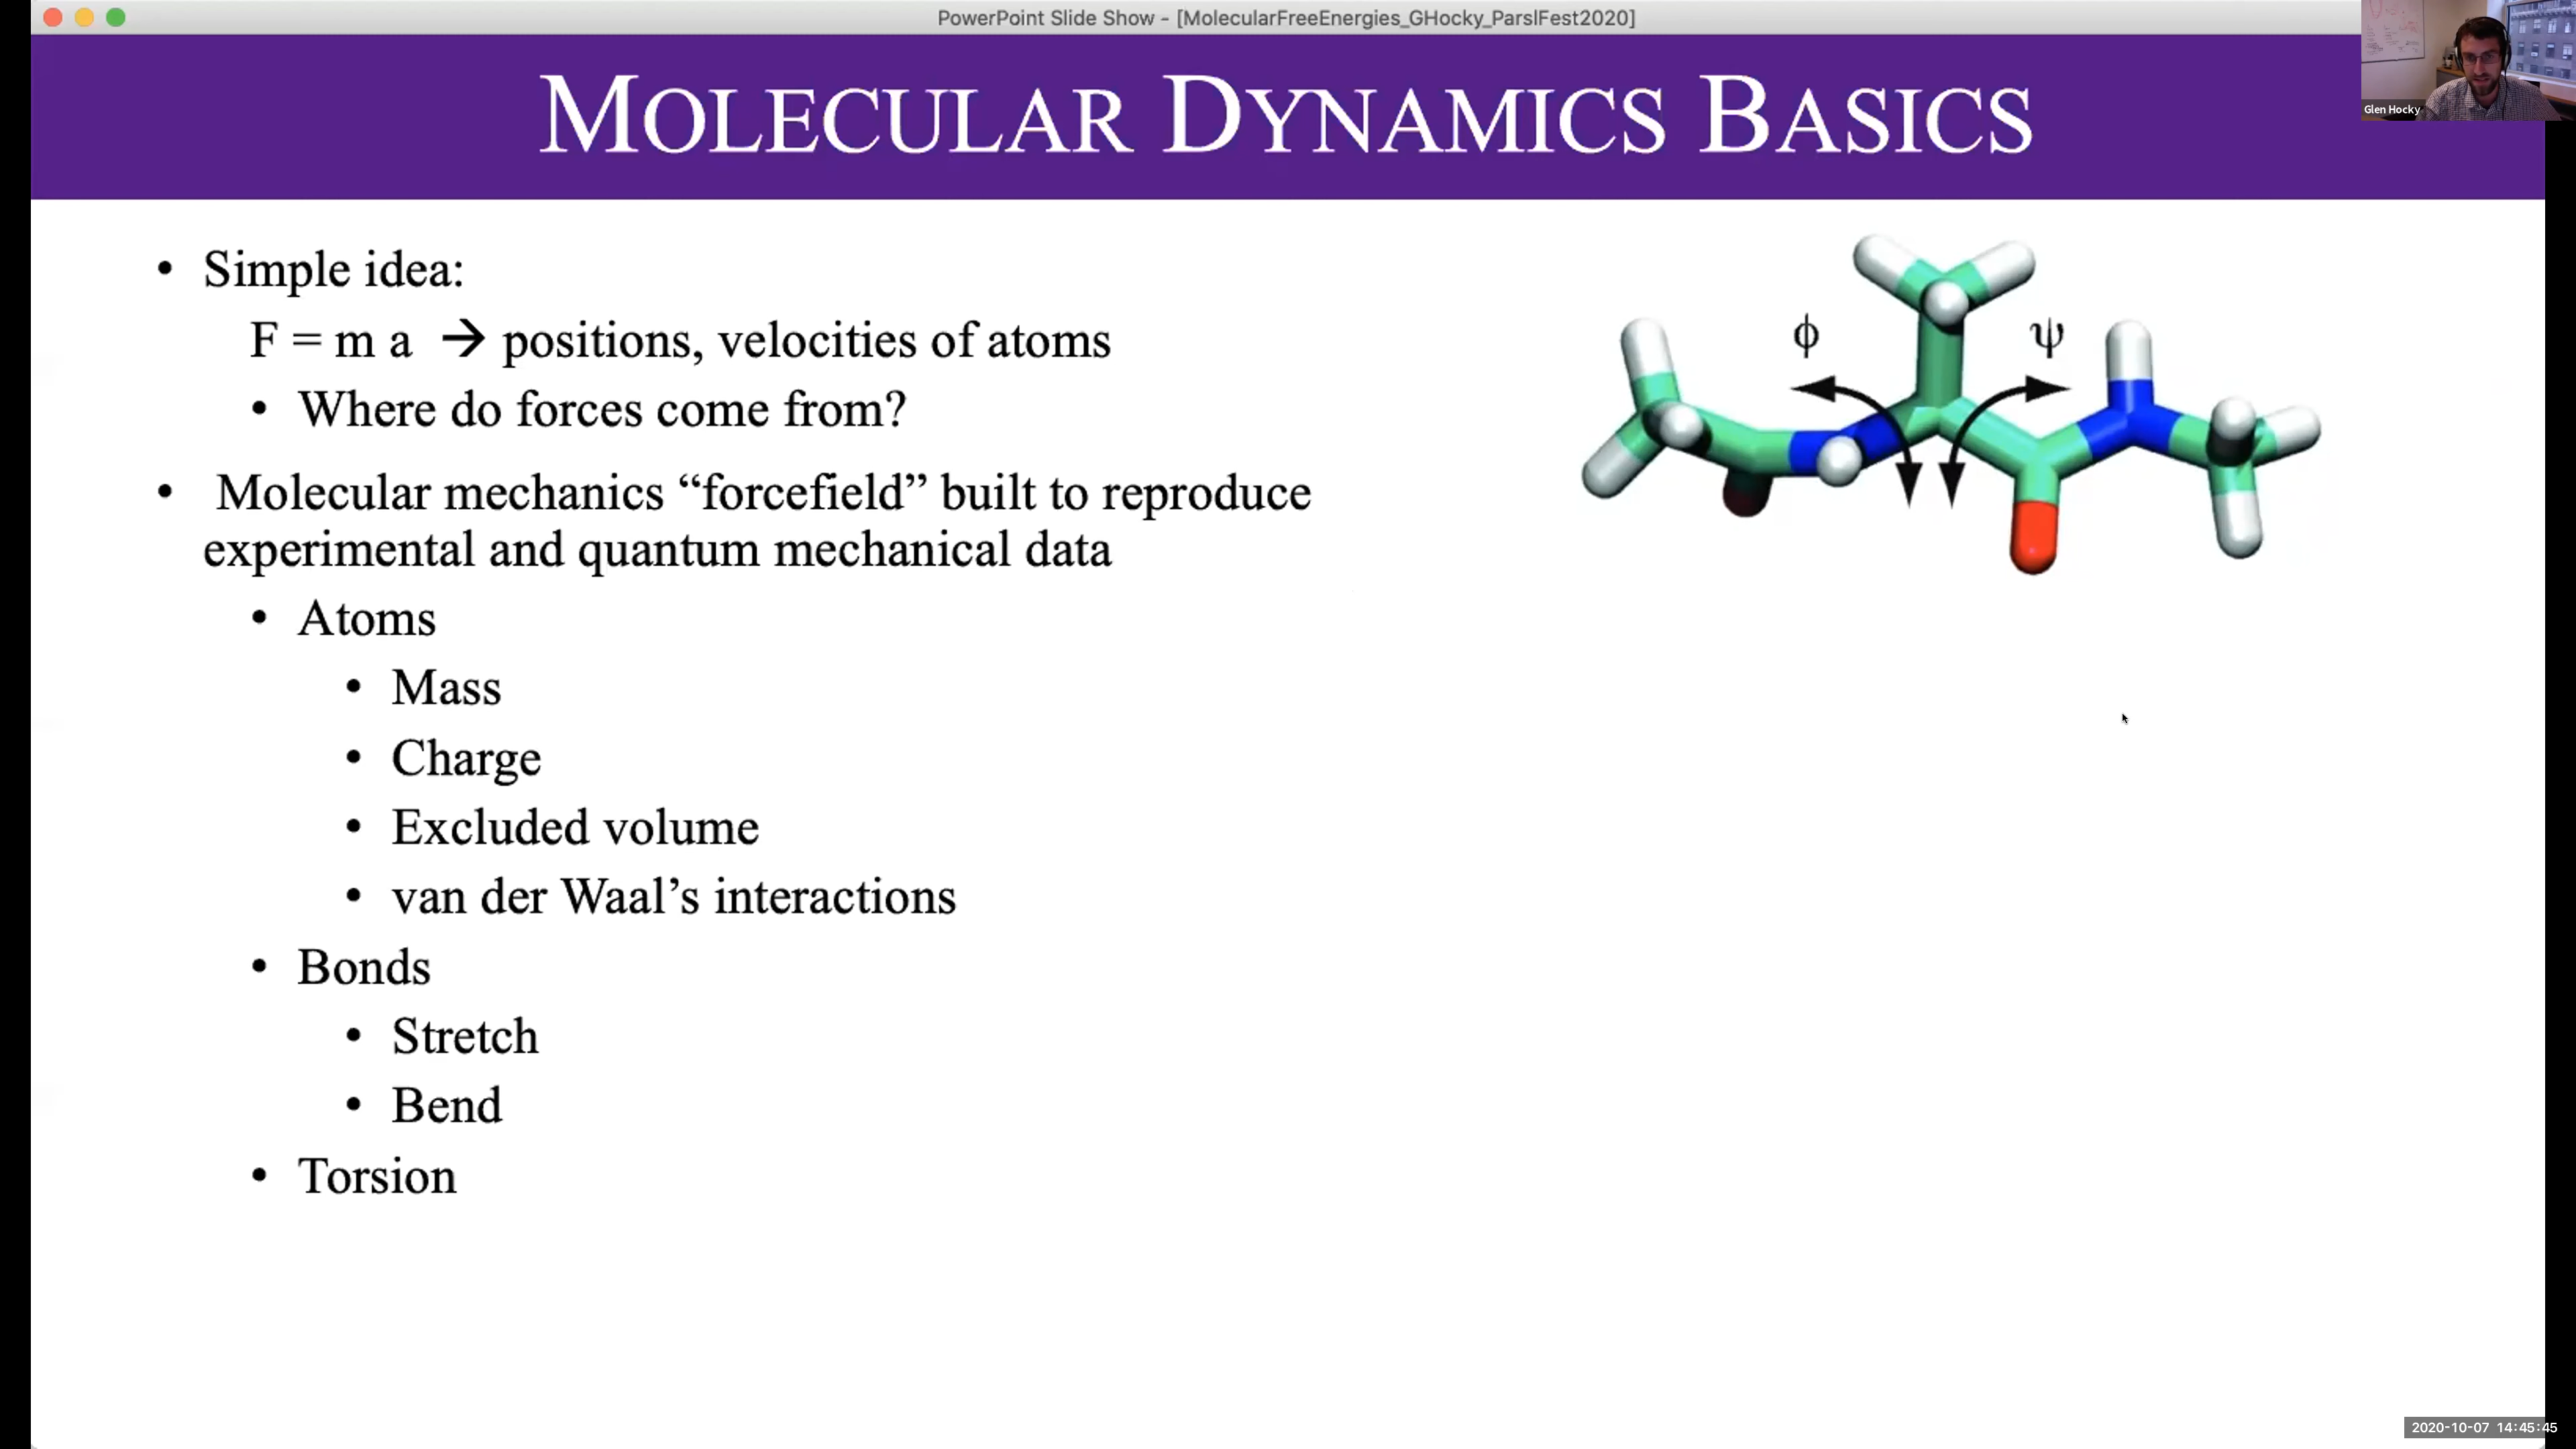 PowerPoint Slide Show - [MolecularFreeEnergies_GHocky_ParslFest2020]
MOLECULAR DYNAMICS BASICS
Glen Hocky
• Simple idea:
F = m a → positions, velocities of atoms
• Where do forces come from?
• Molecular mechanics “forcefield” built to reproduce
experimental and quantum mechanical data
• Atoms
• Mass
• Charge
• Excluded volume
• van der Waal’s interactions
• Bonds
• Stretch
• Bend
• Torsion
ϕ
ψ
2020-10-07 14:45:45